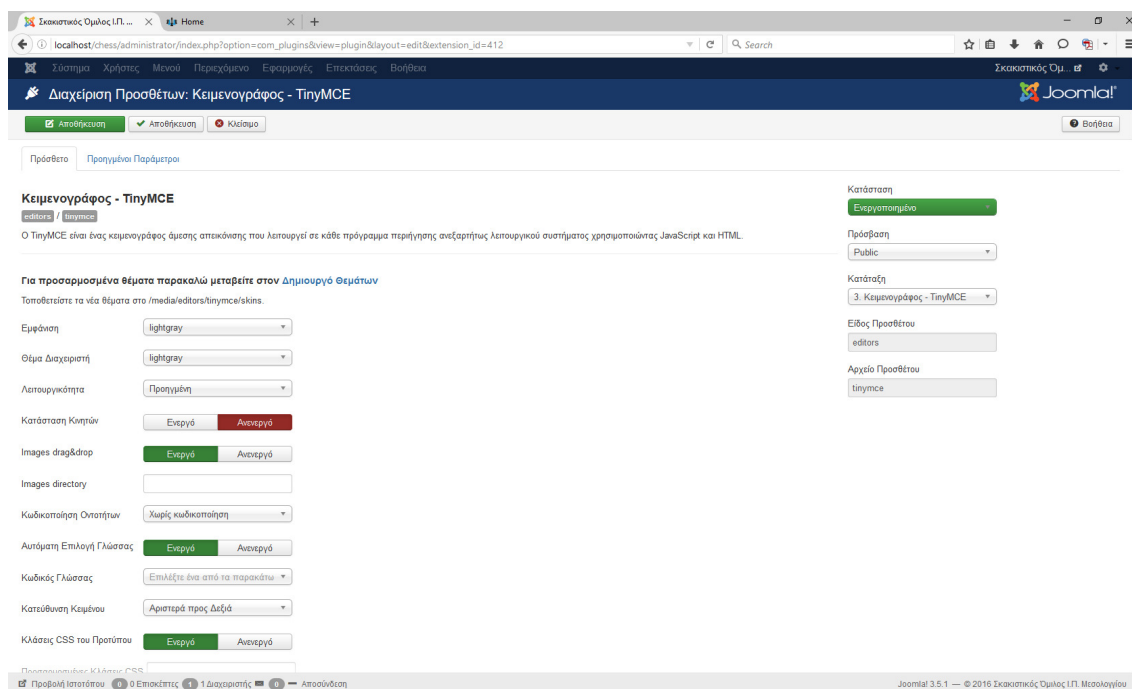 Σκακιστικός Όμιλος Ι.Π. ...
Home
localhost/chess/administrator/index.php?option=com_plugins&view=plugin&layout=edit&extension_id=412
Search
Σύστημα Χρήστες Μενού Περιεχόμενο Εφαρμογές Επεκτάσεις Βοήθεια
Σκακιστικός Όμ...
Διαχείριση Προσθέτων: Κειμενογράφος - TinyMCE
Joomla!
Αποθήκευση Αποθήκευση Κλείσιμο
Βοήθεια
Πρόσθετο Προηγμένοι Παράμετροι
Κειμενογράφος - TinyMCE
editors / tinymce
Ο TinyMCE είναι ένας κειμενογράφος άμεσης απεικόνισης που λειτουργεί σε κάθε πρόγραμμα περιήγησης ανεξαρτήτως λειτουργικού συστήματος χρησιμοποιώντας JavaScript και HTML.
Για προσαρμοσμένα θέματα παρακαλώ μεταβείτε στον Δημιουργό Θεμάτων
Τοποθετείστε τα νέα θέματα στο /media/editors/tinymce/skins.
Εμφάνιση lightgray
Θέμα Διαχειριστή lightgray
Λειτουργικότητα Προηγμένη
Κατάσταση Κινητών Ενεργό Ανενεργό
Images drag&drop Ενεργό Ανενεργό
Images directory
Κωδικοποίηση Οντοτήτων Χωρίς κωδικοποίηση
Αυτόματη Επιλογή Γλώσσας Ενεργό Ανενεργό
Κωδικός Γλώσσας Επιλέξτε ένα από τα παρακάτω
Κατεύθυνση Κειμένου Αριστερά προς Δεξιά
Κλάσεις CSS του Προτύπου Ενεργό Ανενεργό
Προσαρμοσμένες Κλάσεις CSS
Κατάσταση
Ενεργοποιημένο
Πρόσβαση
Public
Κατάταξη
3. Κειμενογράφος - TinyMCE
Είδος Προσθέτου
editors
Αρχείο Προσθέτου
tinymce
Προβολή Ιστοτόπου 0 0 Επισκέπτες 1 1 Διαχειριστής 0 Αποσύνδεση
Joomla! 3.5.1 — © 2016 Σκακιστικός Όμιλος Ι.Π. Μεσολογγίου